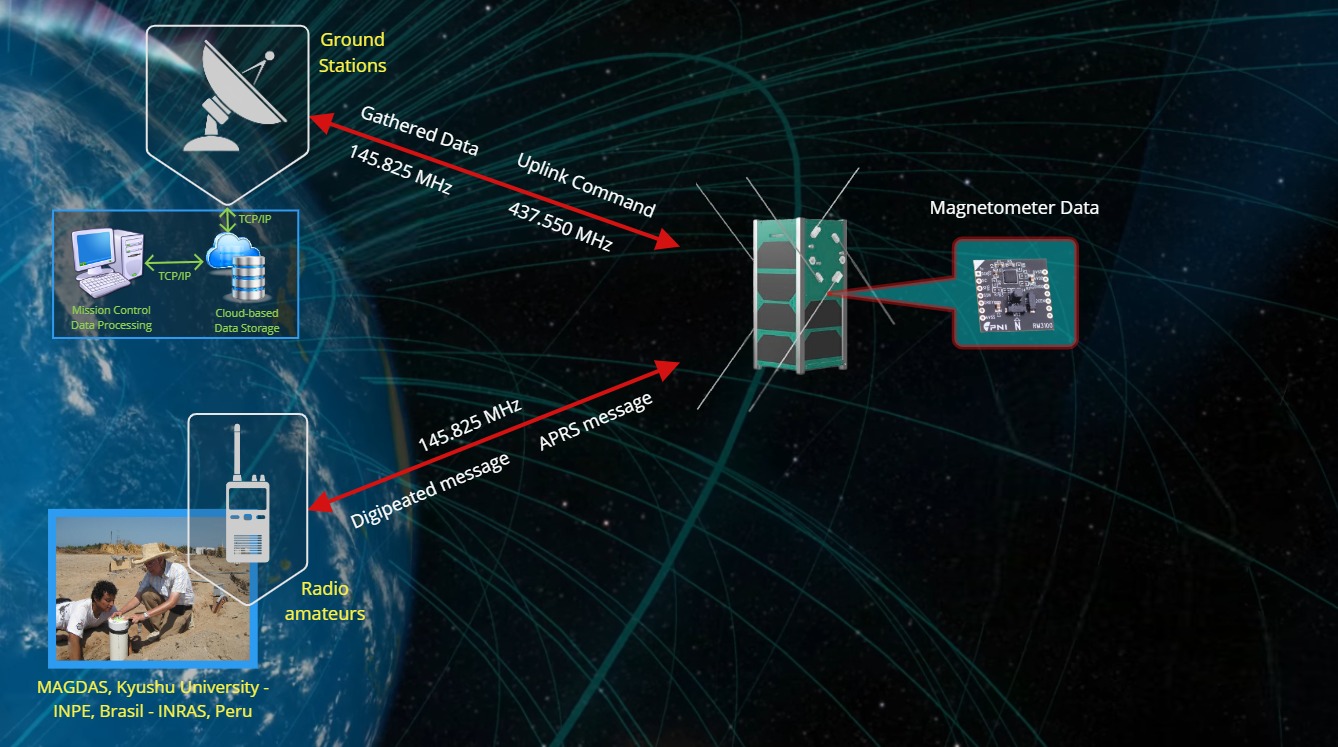 Ground
Stations
Gathered Data
145.825 MHz
Uplink Command
437.550 MHz
TCP/IP
TCP/IP
Mission Control
Data Processing
Cloud-based
Data Storage
Magnetometer Data
PNI
N
RM3100
145.825 MHz
APRS message
Digipeated message
Radio
amateurs
MAGDAS, Kyushu University -
INPE, Brasil - INRAS, Peru